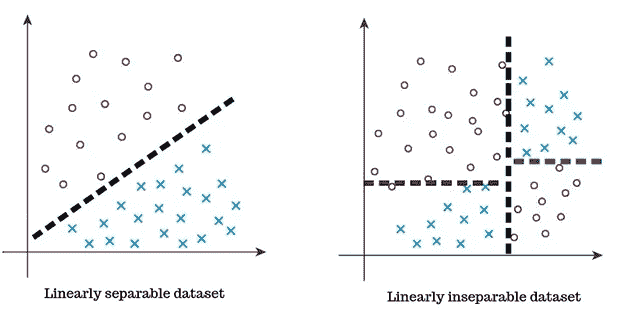 Linearly separable dataset
Linearly inseparable dataset